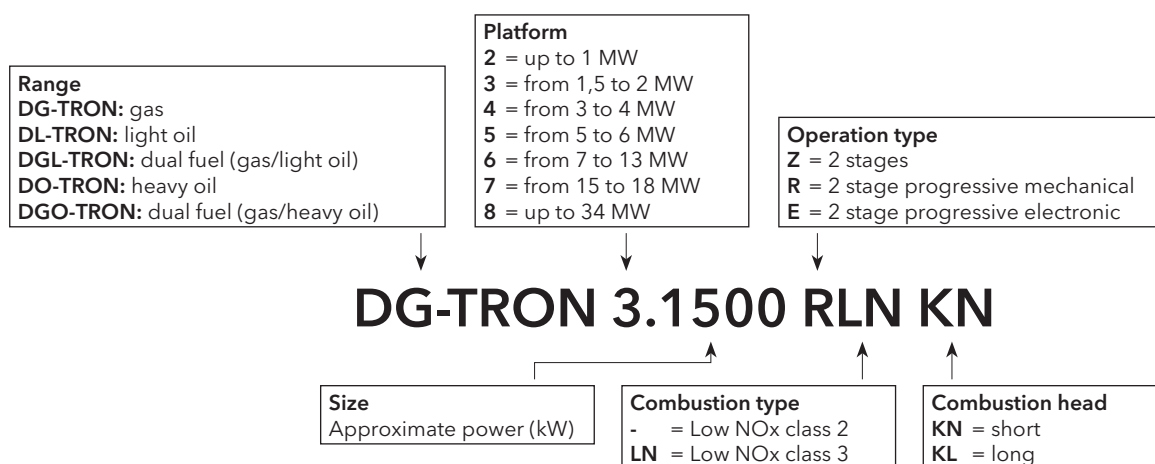 Range
DG-TRON: gas
DL-TRON: light oil
DGL-TRON: dual fuel (gas/light oil)
DO-TRON: heavy oil
DGO-TRON: dual fuel (gas/heavy oil)
Platform
2 = up to 1 MW
3 = from 1,5 to 2 MW
4 = from 3 to 4 MW
5 = from 5 to 6 MW
6 = from 7 to 13 MW
7 = from 15 to 18 MW
8 = up to 34 MW
Operation type
Z = 2 stages
R = 2 stage progressive mechanical
E = 2 stage progressive electronic
DG-TRON 3.1500 RLN KN
Size
Approximate power (kW)
Combustion type
- = Low NOx class 2
LN = Low NOx class 3
Combustion head
KN = short
KL = long